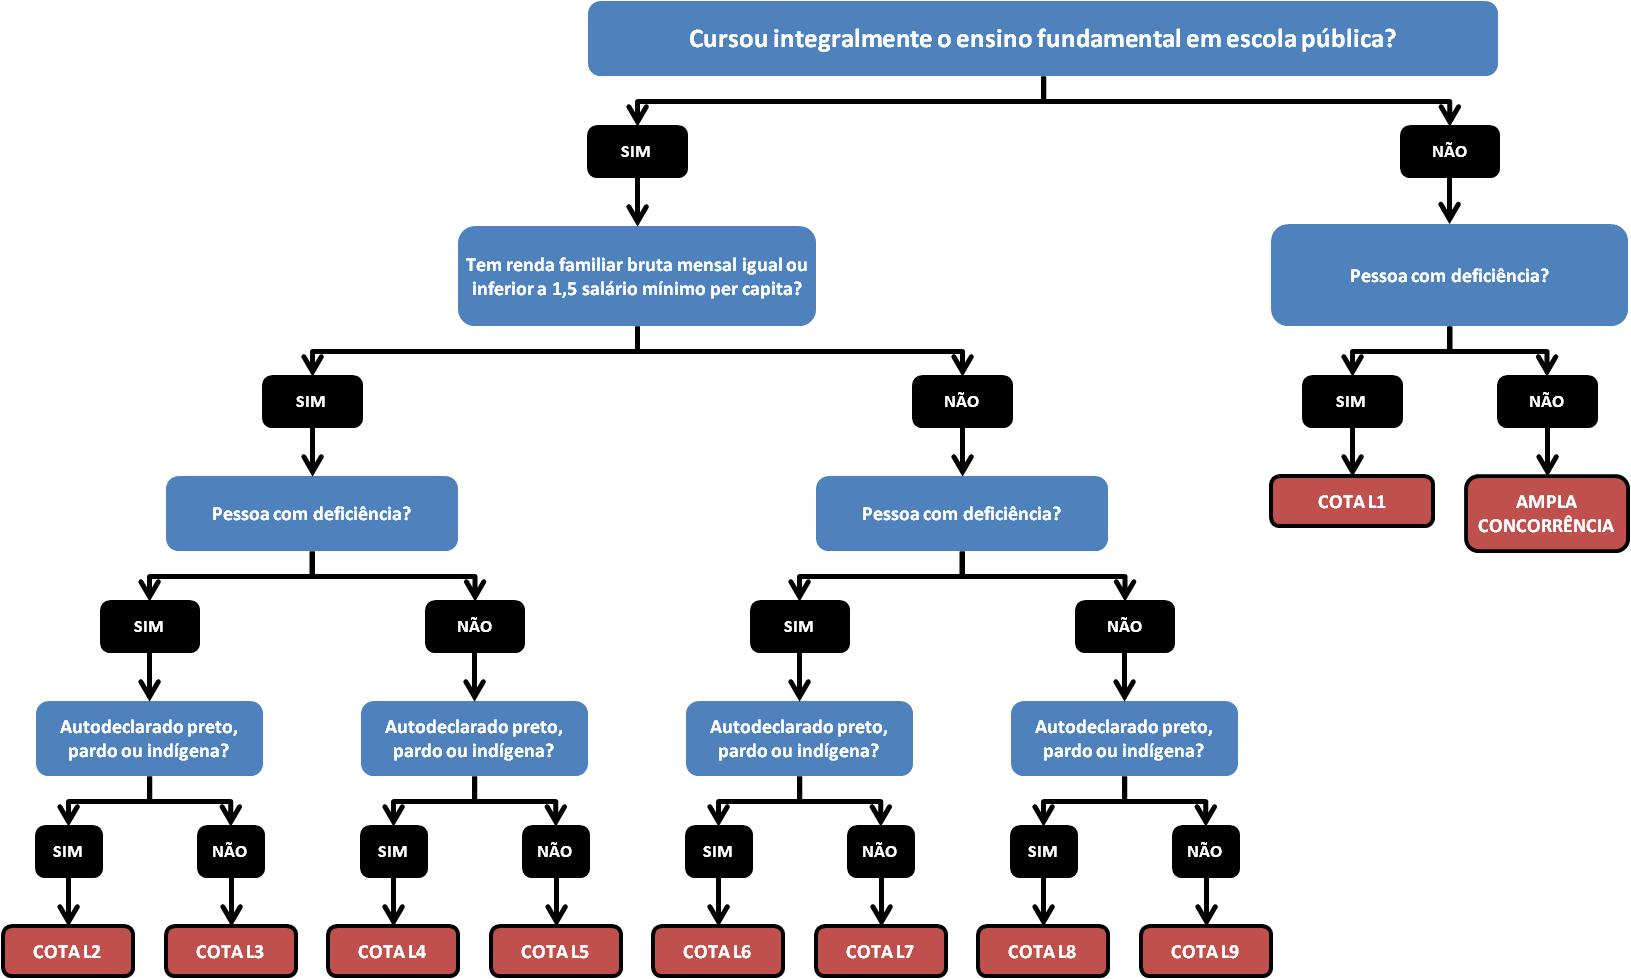 Cursou integralmente o ensino fundamental em escola pública?
SIM
NÃO
Tem renda familiar bruta mensal igual ou
inferior a 1,5 salário mínimo per capita?
Pessoa com deficiência?
SIM
NÃO
SIM
NÃO
Pessoa com deficiência?
Pessoa com deficiência?
COTA L1
AMPLA
CONCORRÊNCIA
SIM
NÃO
SIM
NÃO
Autodeclarado preto,
pardo ou indígena?
Autodeclarado preto,
pardo ou indígena?
Autodeclarado preto,
pardo ou indígena?
Autodeclarado preto,
pardo ou indígena?
SIM
NÃO
SIM
NÃO
SIM
NÃO
SIM
NÃO
COTA L2
COTA L3
COTA L4
COTA L5
COTA L6
COTA L7
COTA L8
COTA L9